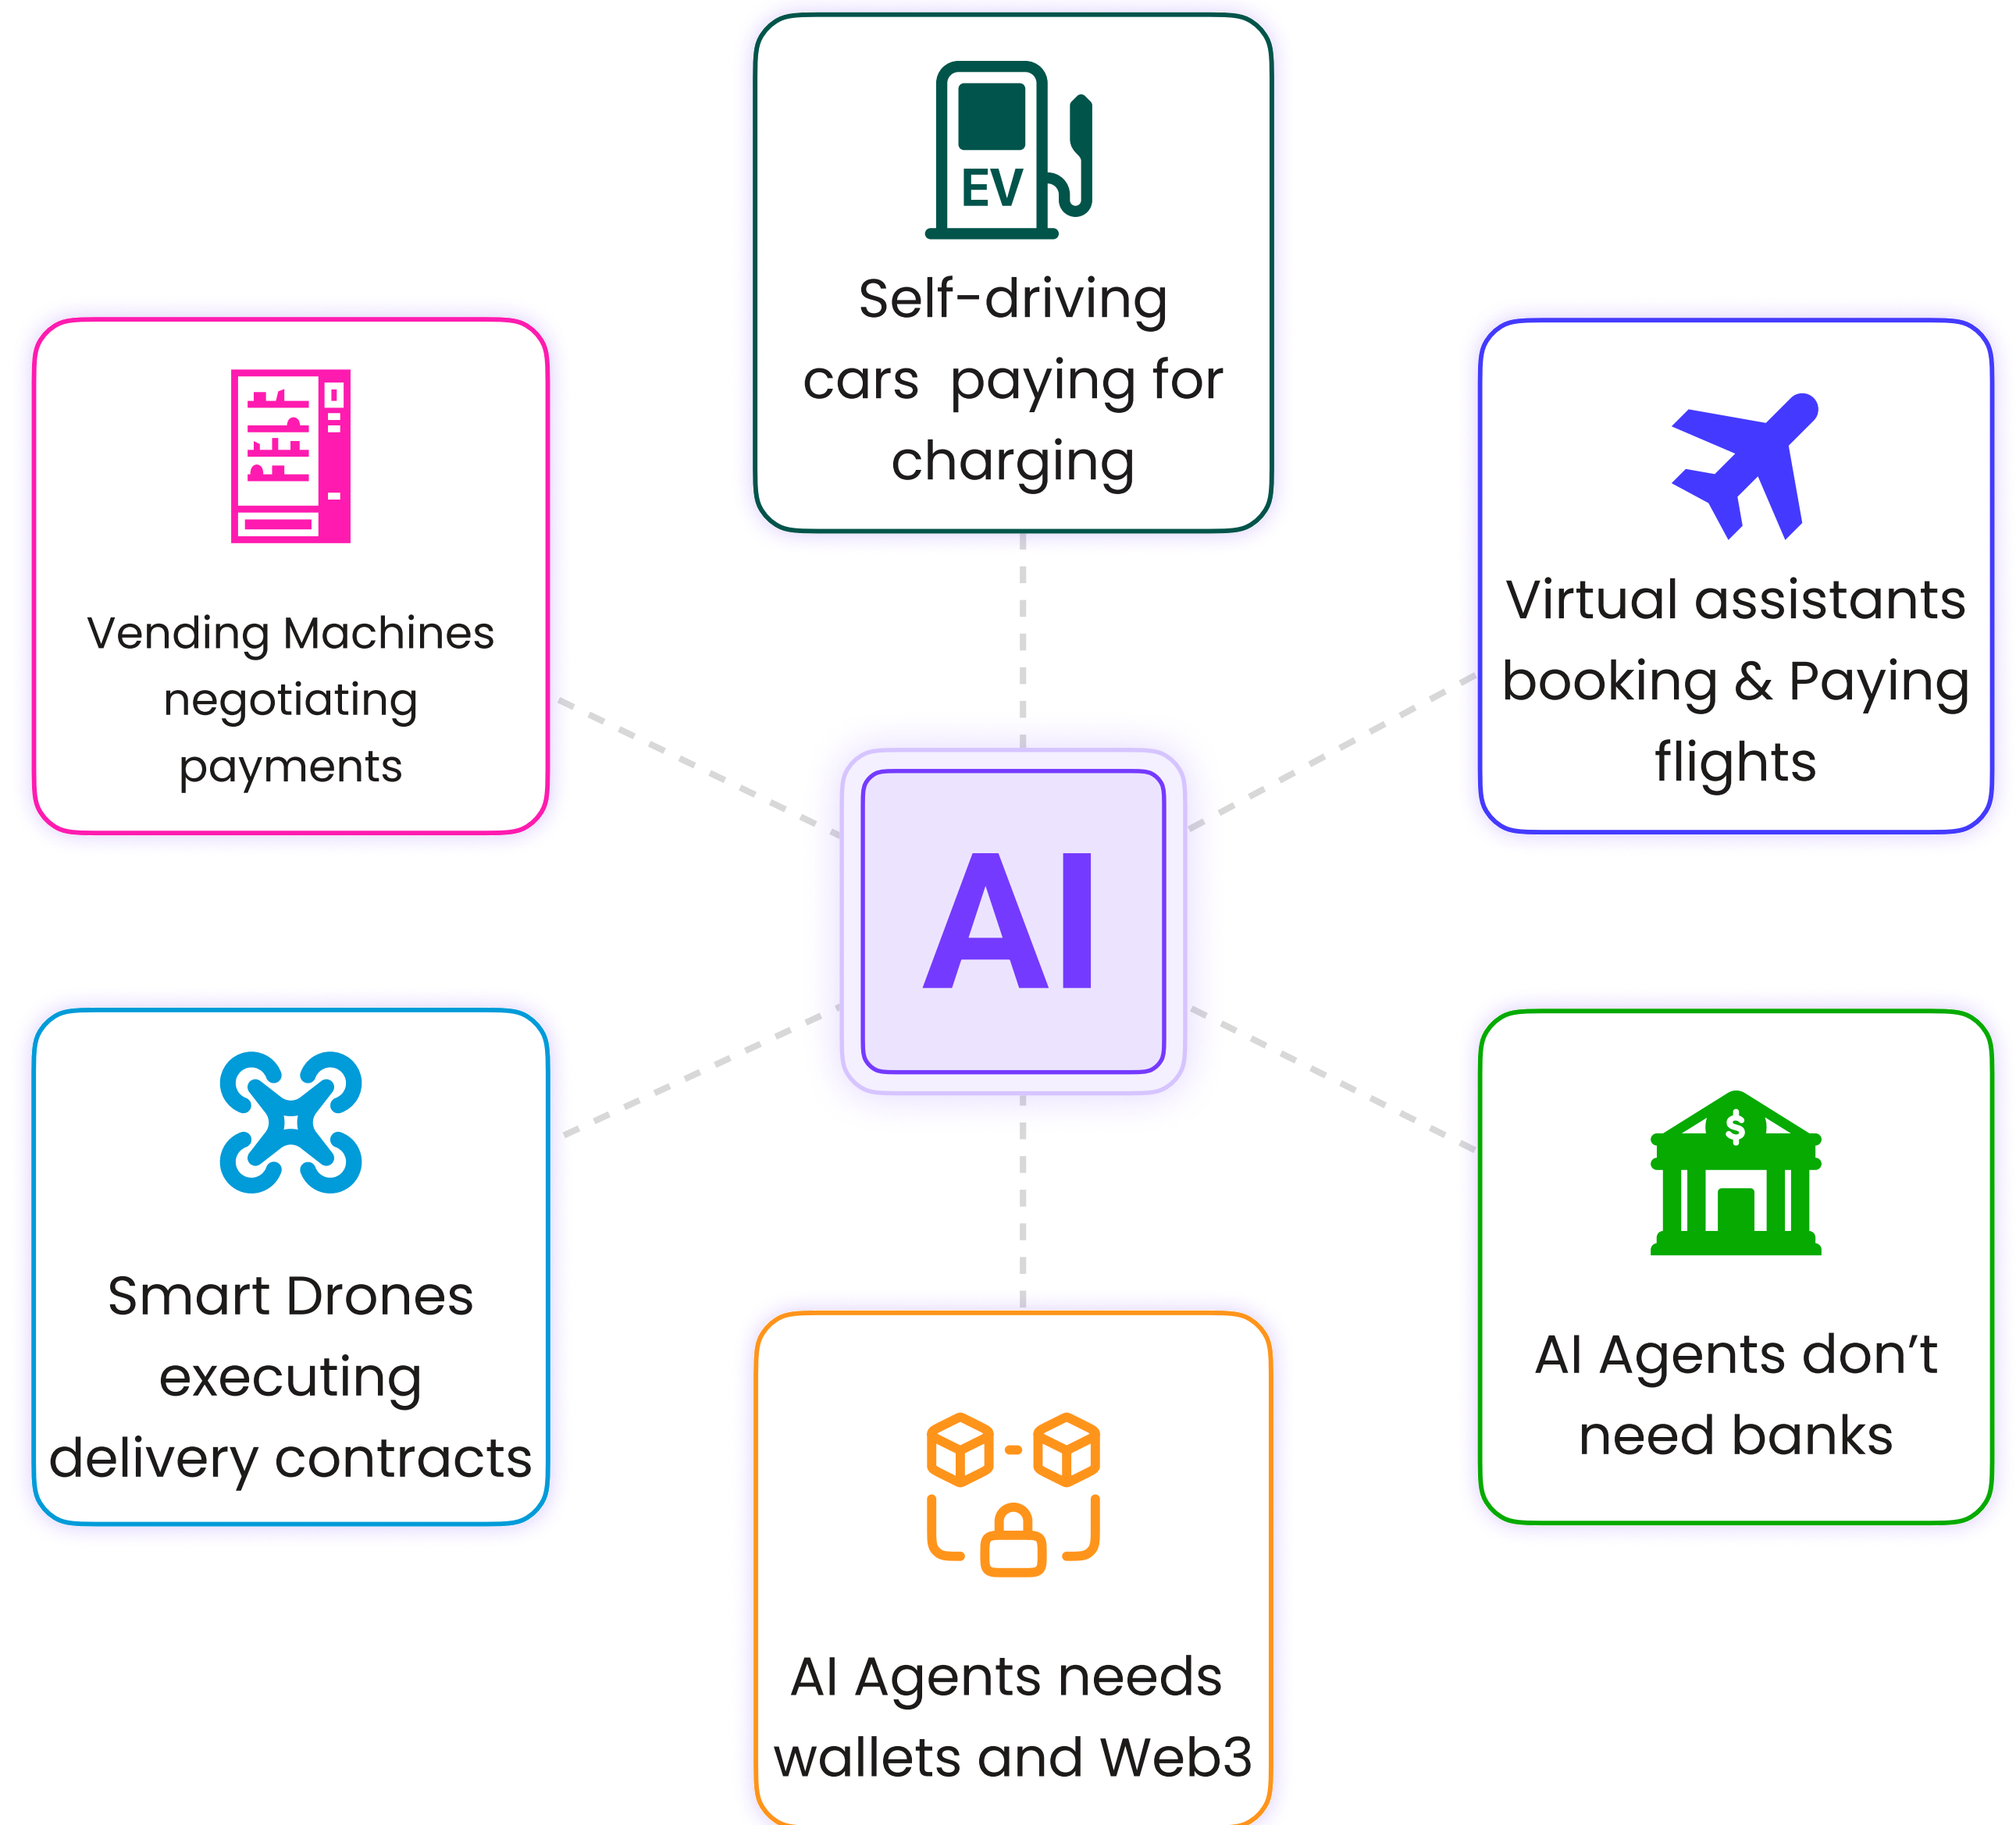 EV
Self-driving
cars paying for
charging
Vending Machines
negotiating
payments
Virtual assistants
booking & Paying
flights
AI
Smart Drones
executing
delivery contracts
$
AI Agents don’t
need banks
AI Agents needs
wallets and Web3